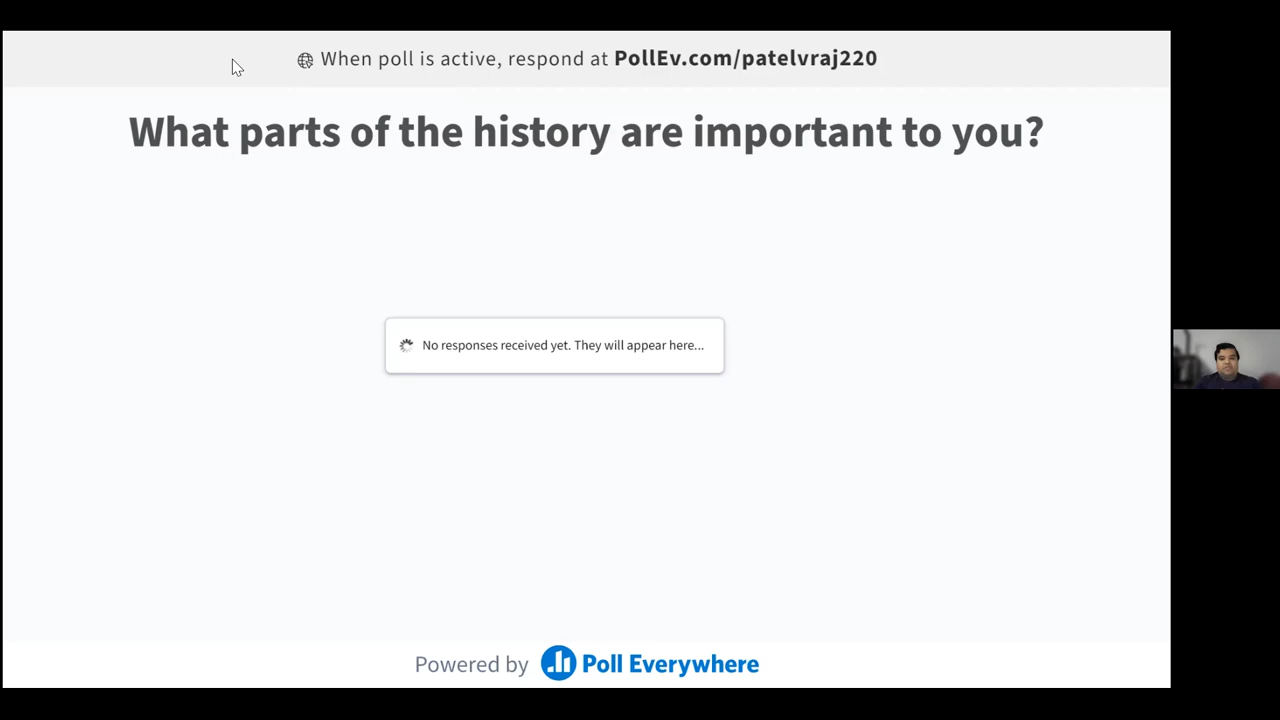 When poll is active, respond at PollEv.com/patelvraj220
What parts of the history are important to you?
No responses received yet. They will appear here...
Powered by Poll Everywhere